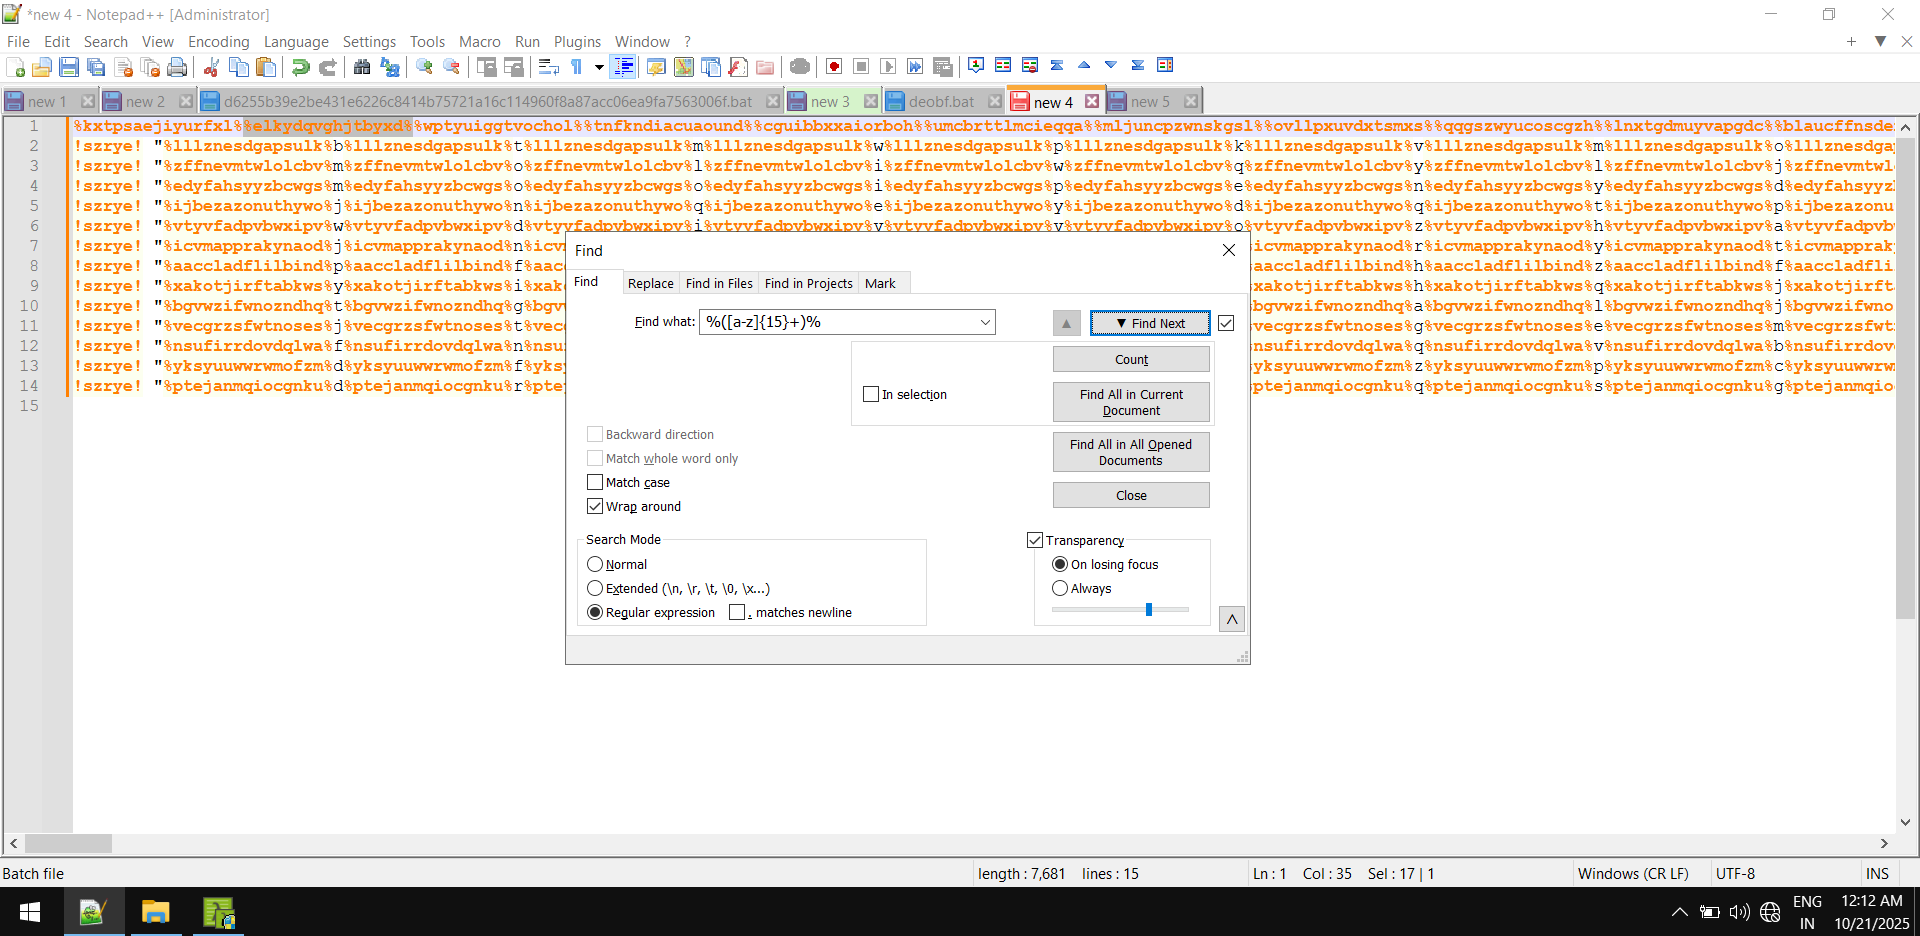 *new 4 - Notepad++ [Administrator]
File Edit Search View Encoding Language Settings Tools Macro Run Plugins Window ?
new 1 new 2 d6255b39e2be431e6226c8414b75721a16c114960f8a87acc06ea9fa7563006f.bat new 3 deobf.bat new 4 new 5
1 %kxtpsaejiyurfxl%%elkydqvghjtbyxd%%wptyuiggtvochol%%tnfkndiacuaound%%cguibbxxaiorboh%%umcbrttlmcieqqa%%mljuncpzwnskgsl%%ovllpxuvdxtsmxs%%qqgszwyucoscgzh%%lnxtgdmuyvapgdc%%blaucffnsde
2 !szrye! "%lllznesdgapsulk%b%lllznesdgapsulk%t%lllznesdgapsulk%m%lllznesdgapsulk%w%lllznesdgapsulk%p%lllznesdgapsulk%k%lllznesdgapsulk%v%lllznesdgapsulk%m%lllznesdgapsulk%o%lllznesdga
3 !szrye! "%zffnevmtwlolcbv%m%zffnevmtwlolcbv%o%zffnevmtwlolcbv%l%zffnevmtwlolcbv%i%zffnevmtwlolcbv%w%zffnevmtwlolcbv%q%zffnevmtwlolcbv%y%zffnevmtwlolcbv%l%zffnevmtwlolcbv%j%zffnevmtwl
4 !szrye! "%edyfahsyyzbcwgs%m%edyfahsyyzbcwgs%o%edyfahsyyzbcwgs%o%edyfahsyyzbcwgs%i%edyfahsyyzbcwgs%p%edyfahsyyzbcwgs%e%edyfahsyyzbcwgs%n%edyfahsyyzbcwgs%y%edyfahsyyzbcwgs%d%edyfahsyyz
5 !szrye! "%ijbezazonuthywo%j%ijbezazonuthywo%n%ijbezazonuthywo%q%ijbezazonuthywo%e%ijbezazonuthywo%y%ijbezazonuthywo%d%ijbezazonuthywo%t%ijbezazonuthywo%t%ijbezazonuthywo%p%ijbezazonu
6 !szrye! "%vtyvfadpvbwxipv%w%vtyvfadpvbwxipv%d%vtyvfadpvbwxipv%i%vtyvfadpvbwxipv%v%vtyvfadpvbwxipv%y%vtyvfadpvbwxipv%o%vtyvfadpvbwxipv%z%vtyvfadpvbwxipv%h%vtyvfadpvbwxipv%a%vtyvfadpvb
7 !szrye! "%icvmapprakynaod%j%icvmapprakynaod%n%icv icvmapprakynaod%r%icvmapprakynaod%y%icvmapprakynaod%t%icvmapprak
8 !szrye! "%aaccladflilbind%p%aaccladflilbind%f%aac aaccladflilbind%h%aaccladflilbind%z%aaccladflilbind%f%aaccladfli
9 !szrye! "%xakotjirftabkws%y%xakotjirftabkws%i%xak xakotjirftabkws%h%xakotjirftabkws%q%xakotjirftabkws%j%xakotjirft
10 !szrye! "%bgvwzifwnozndhq%t%bgvwzifwnozndhq%g%bgv bgvwzifwnozndhq%a%bgvwzifwnozndhq%l%bgvwzifwnozndhq%j%bgvwzifwno
11 !szrye! "%vecgrzsfwtnoses%t%vecgrzsfwtnoses%t%vec vecgrzsfwtnoses%g%vecgrzsfwtnoses%e%vecgrzsfwtnoses%m%vecgrzsfwt
12 !szrye! "%nsufirrdovdqlwa%f%nsufirrdovdqlwa%n%nsu nsufirrdovdqlwa%v%nsufirrdovdqlwa%v%nsufirrdovdqlwa%b%nsufirrdov
13 !szrye! "%yksyuuwwrwmofzm%d%yksyuuwwrwmofzm%f%yks yksyuuwwrwmofzm%z%yksyuuwwrwmofzm%p%yksyuuwwrwmofzm%c%yksyuuwwrw
14 !szrye! "%ptejanmqiocgnku%d%ptejanmqiocgnku%r%pte ptejanmqiocgnku%q%ptejanmqiocgnku%s%ptejanmqiocgnku%g%ptejanmqio
15
Find
Find Replace Find in Files Find in Projects Mark
Find what: %([a-z]{15}+)% ▲ ▼ Find Next
Count
In selection
Find All in Current
Document
Backward direction
Find All in All Opened
Documents
Match whole word only
Match case
Close
Wrap around
Search Mode
Transparency
Normal
On losing focus
Extended (\n, \r, \t, \0, \x...)
Always
Regular expression . matches newline
Batch file length : 7,681 lines : 15 Ln : 1 Col : 35 Sel : 17 | 1 Windows (CR LF) UTF-8 INS
ENG 12:12 AM
IN 10/21/2025